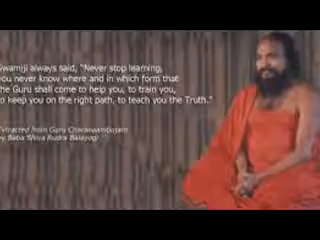 Swamiji always said, "Never stop learning,
you never know where and in which form that
the Guru shall come to help you, to train you,
to keep you on the right path, to teach you the Truth."
Extracted from Guru
by Baba Shiva Rudra Balayogi